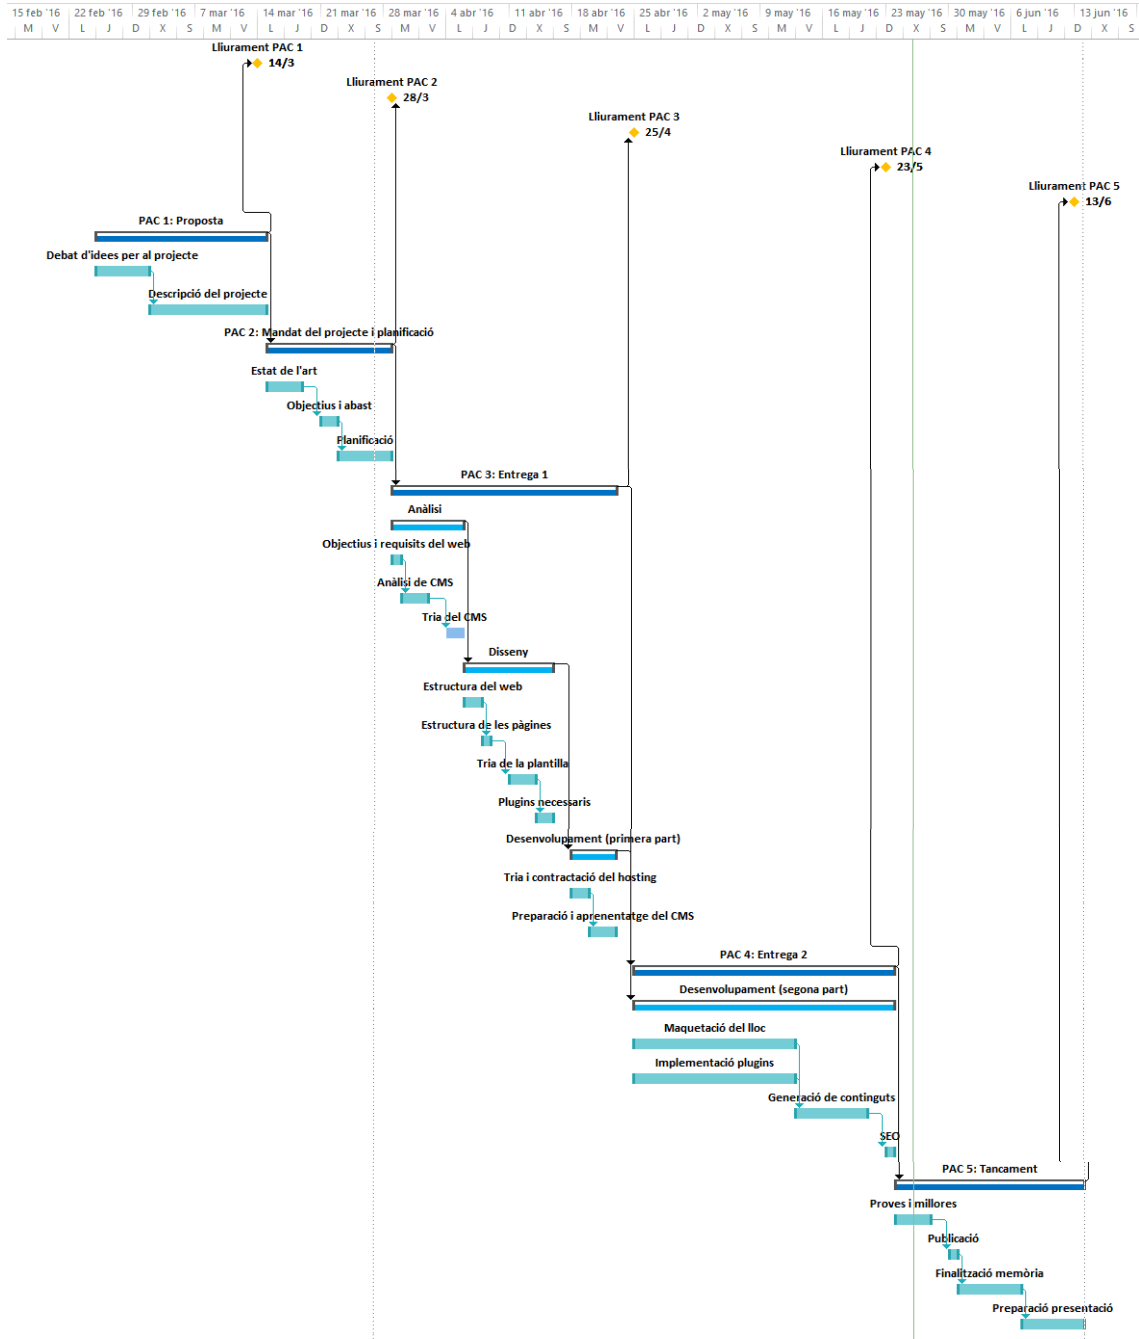 15 feb '16 22 feb '16 29 feb '16 7 mar '16 14 mar '16 21 mar '16 28 mar '16 4 abr '16 11 abr '16 18 abr '16 25 abr '16 2 may '16 9 may '16 16 may '16 23 may '16 30 may '16 6 jun '16 13 jun '16
M V L J D X S M V L J D X S M V L J D X S M V L J D X S M V L J D X S M V L J D X S
Lliurament PAC 1
14/3
Lliurament PAC 2
28/3
Lliurament PAC 3
25/4
Lliurament PAC 4
23/5
Lliurament PAC 5
13/6
PAC 1: Proposta
Debat d'idees per al projecte
Descripció del projecte
PAC 2: Mandat del projecte i planificació
Estat de l'art
Objectius i abast
Planificació
PAC 3: Entrega 1
Anàlisi
Objectius i requisits del web
Anàlisi de CMS
Tria del CMS
Disseny
Estructura del web
Estructura de les pàgines
Tria de la plantilla
Plugins necessaris
Desenvolupament (primera part)
Tria i contractació del hosting
Preparació i aprenentatge del CMS
PAC 4: Entrega 2
Desenvolupament (segona part)
Maquetació del lloc
Implementació plugins
Generació de continguts
SEO
PAC 5: Tancament
Proves i millores
Publicació
Finalització memòria
Preparació presentació